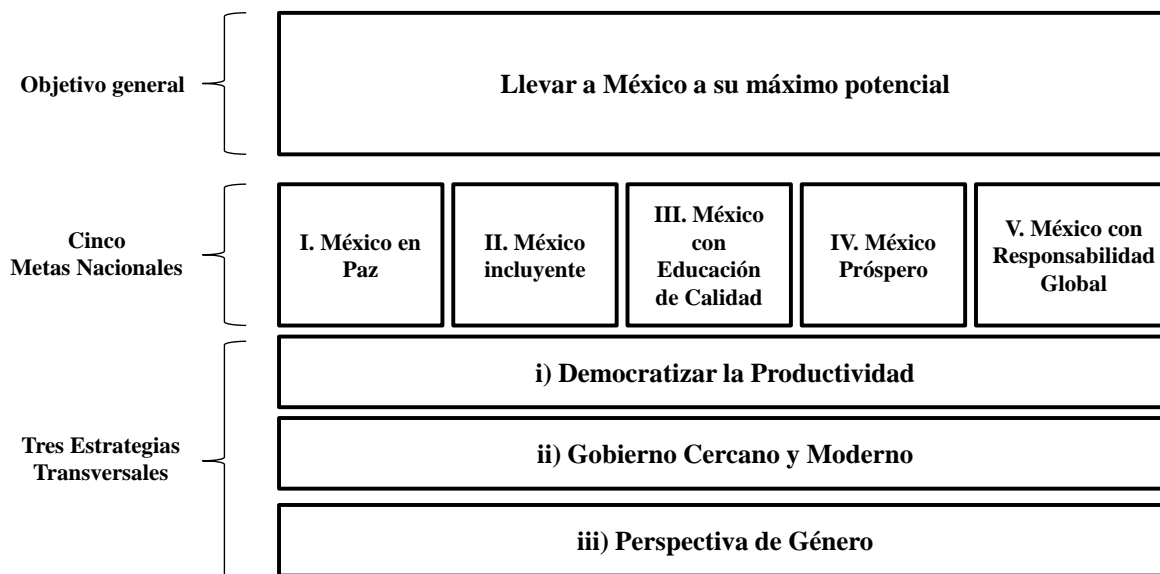 Objetivo general
Llevar a México a su máximo potencial
Cinco
Metas Nacionales
I. México en
Paz
II. México
incluyente
III. México
con
Educación
de Calidad
IV. México
Próspero
V. México con
Responsabilidad
Global
Tres Estrategias
Transversales
i) Democratizar la Productividad
ii) Gobierno Cercano y Moderno
iii) Perspectiva de Género